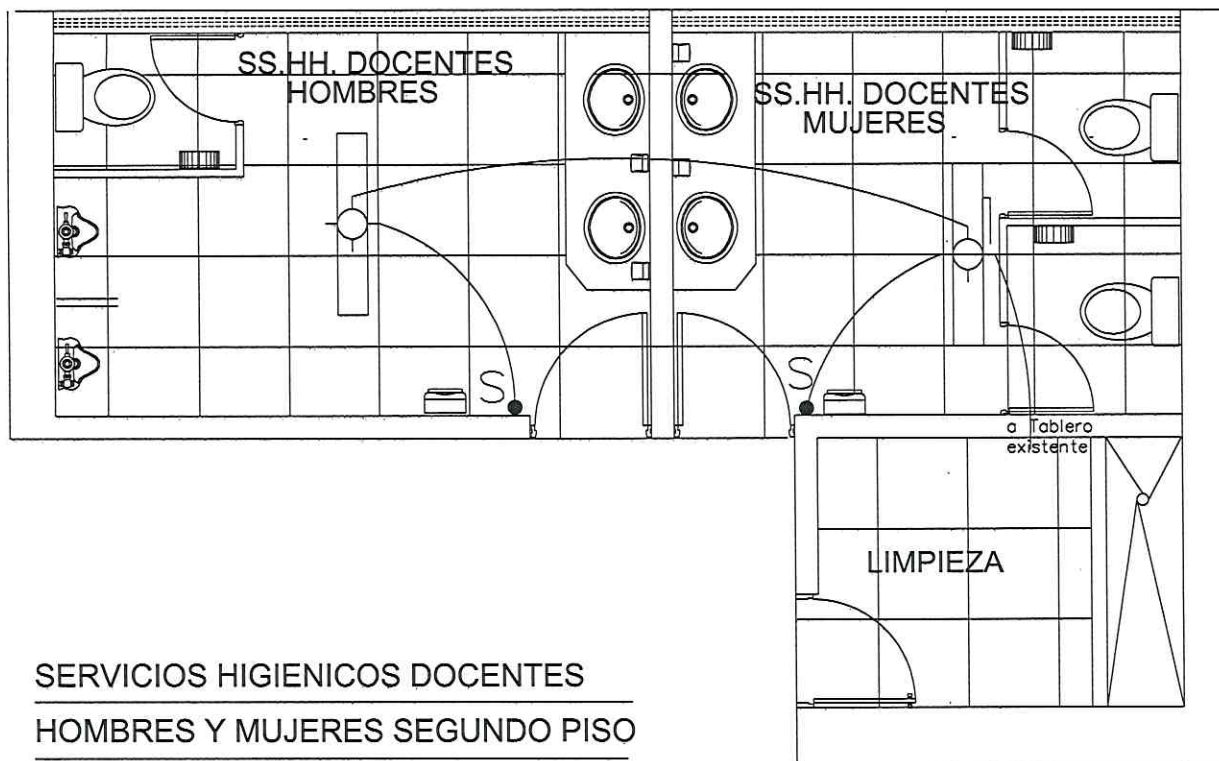 SS.HH. DOCENTES
HOMBRES
SS.HH. DOCENTES
MUJERES
S
S
a Tablero
existente
LIMPIEZA
SERVICIOS HIGIENICOS DOCENTES
HOMBRES Y MUJERES SEGUNDO PISO